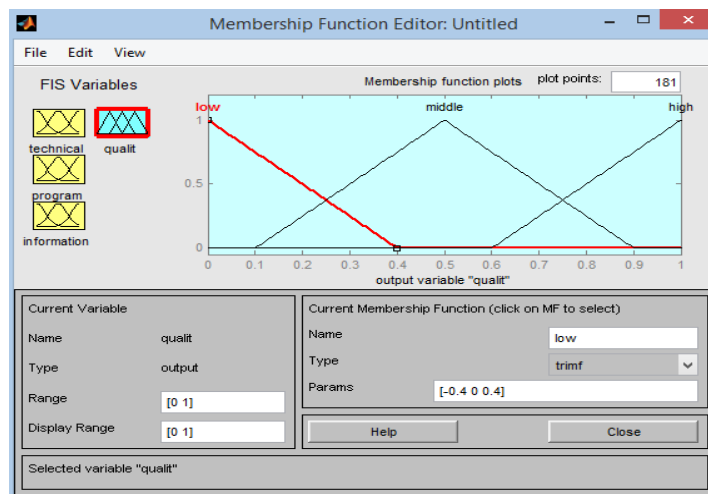 Membership Function Editor: Untitled
File Edit View
FIS Variables
technical
qualit
program
information
Membership function plots plot points: 181
low middle high
1
0.5
0
0 0.1 0.2 0.3 0.4 0.5 0.6 0.7 0.8 0.9 1
output variable "qualit"
Current Variable
Name qualit
Type output
Range [0 1]
Display Range [0 1]
Current Membership Function (click on MF to select)
Name low
Type trimf
Params [-0.4 0 0.4]
Help Close
Selected variable "qualit"